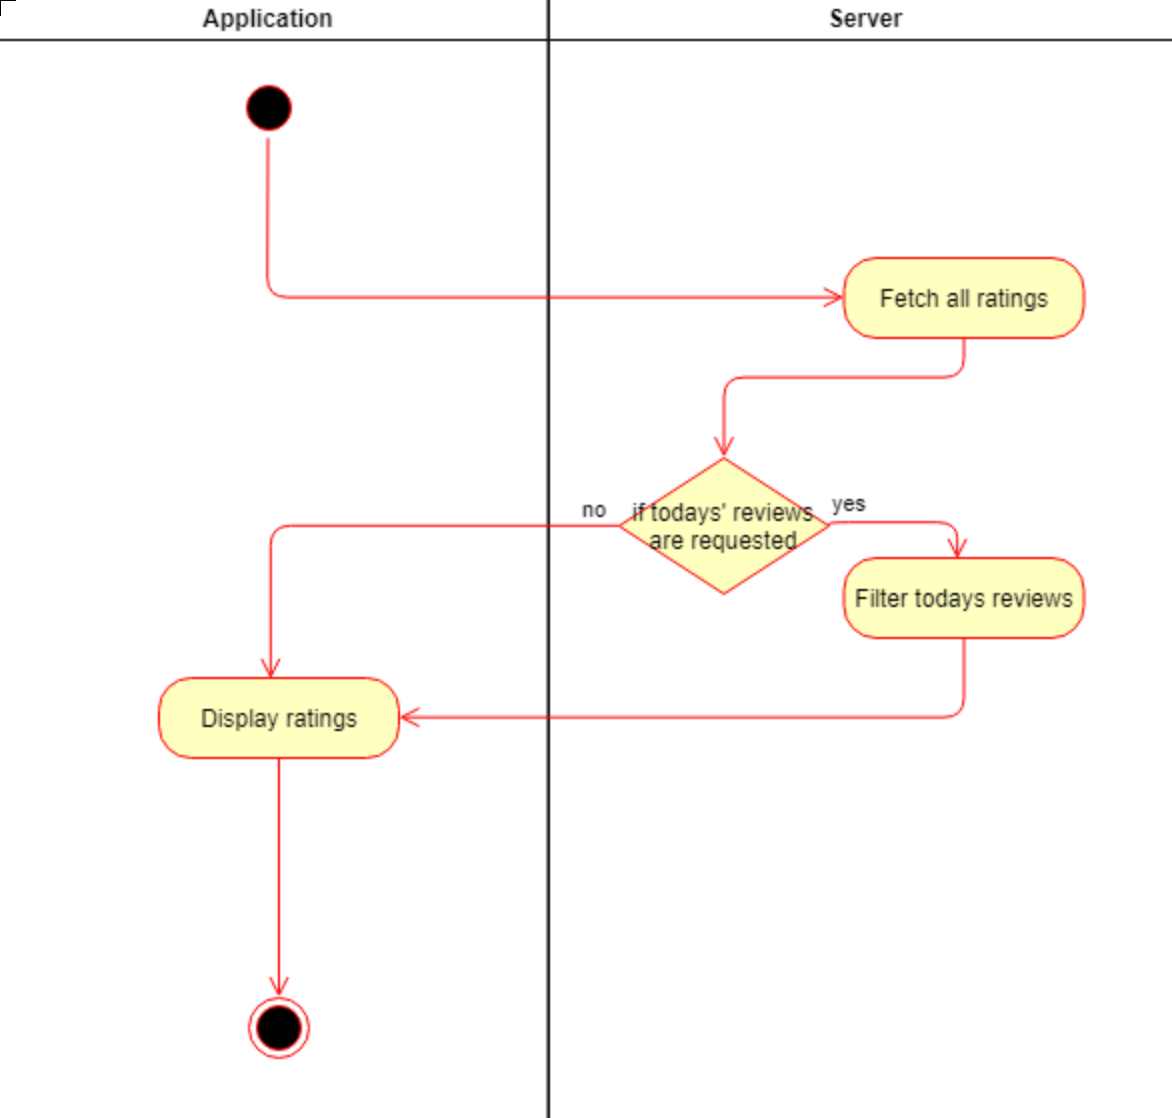 Application
Server
Fetch all ratings
no
if todays' reviews
are requested
yes
Filter todays reviews
Display ratings